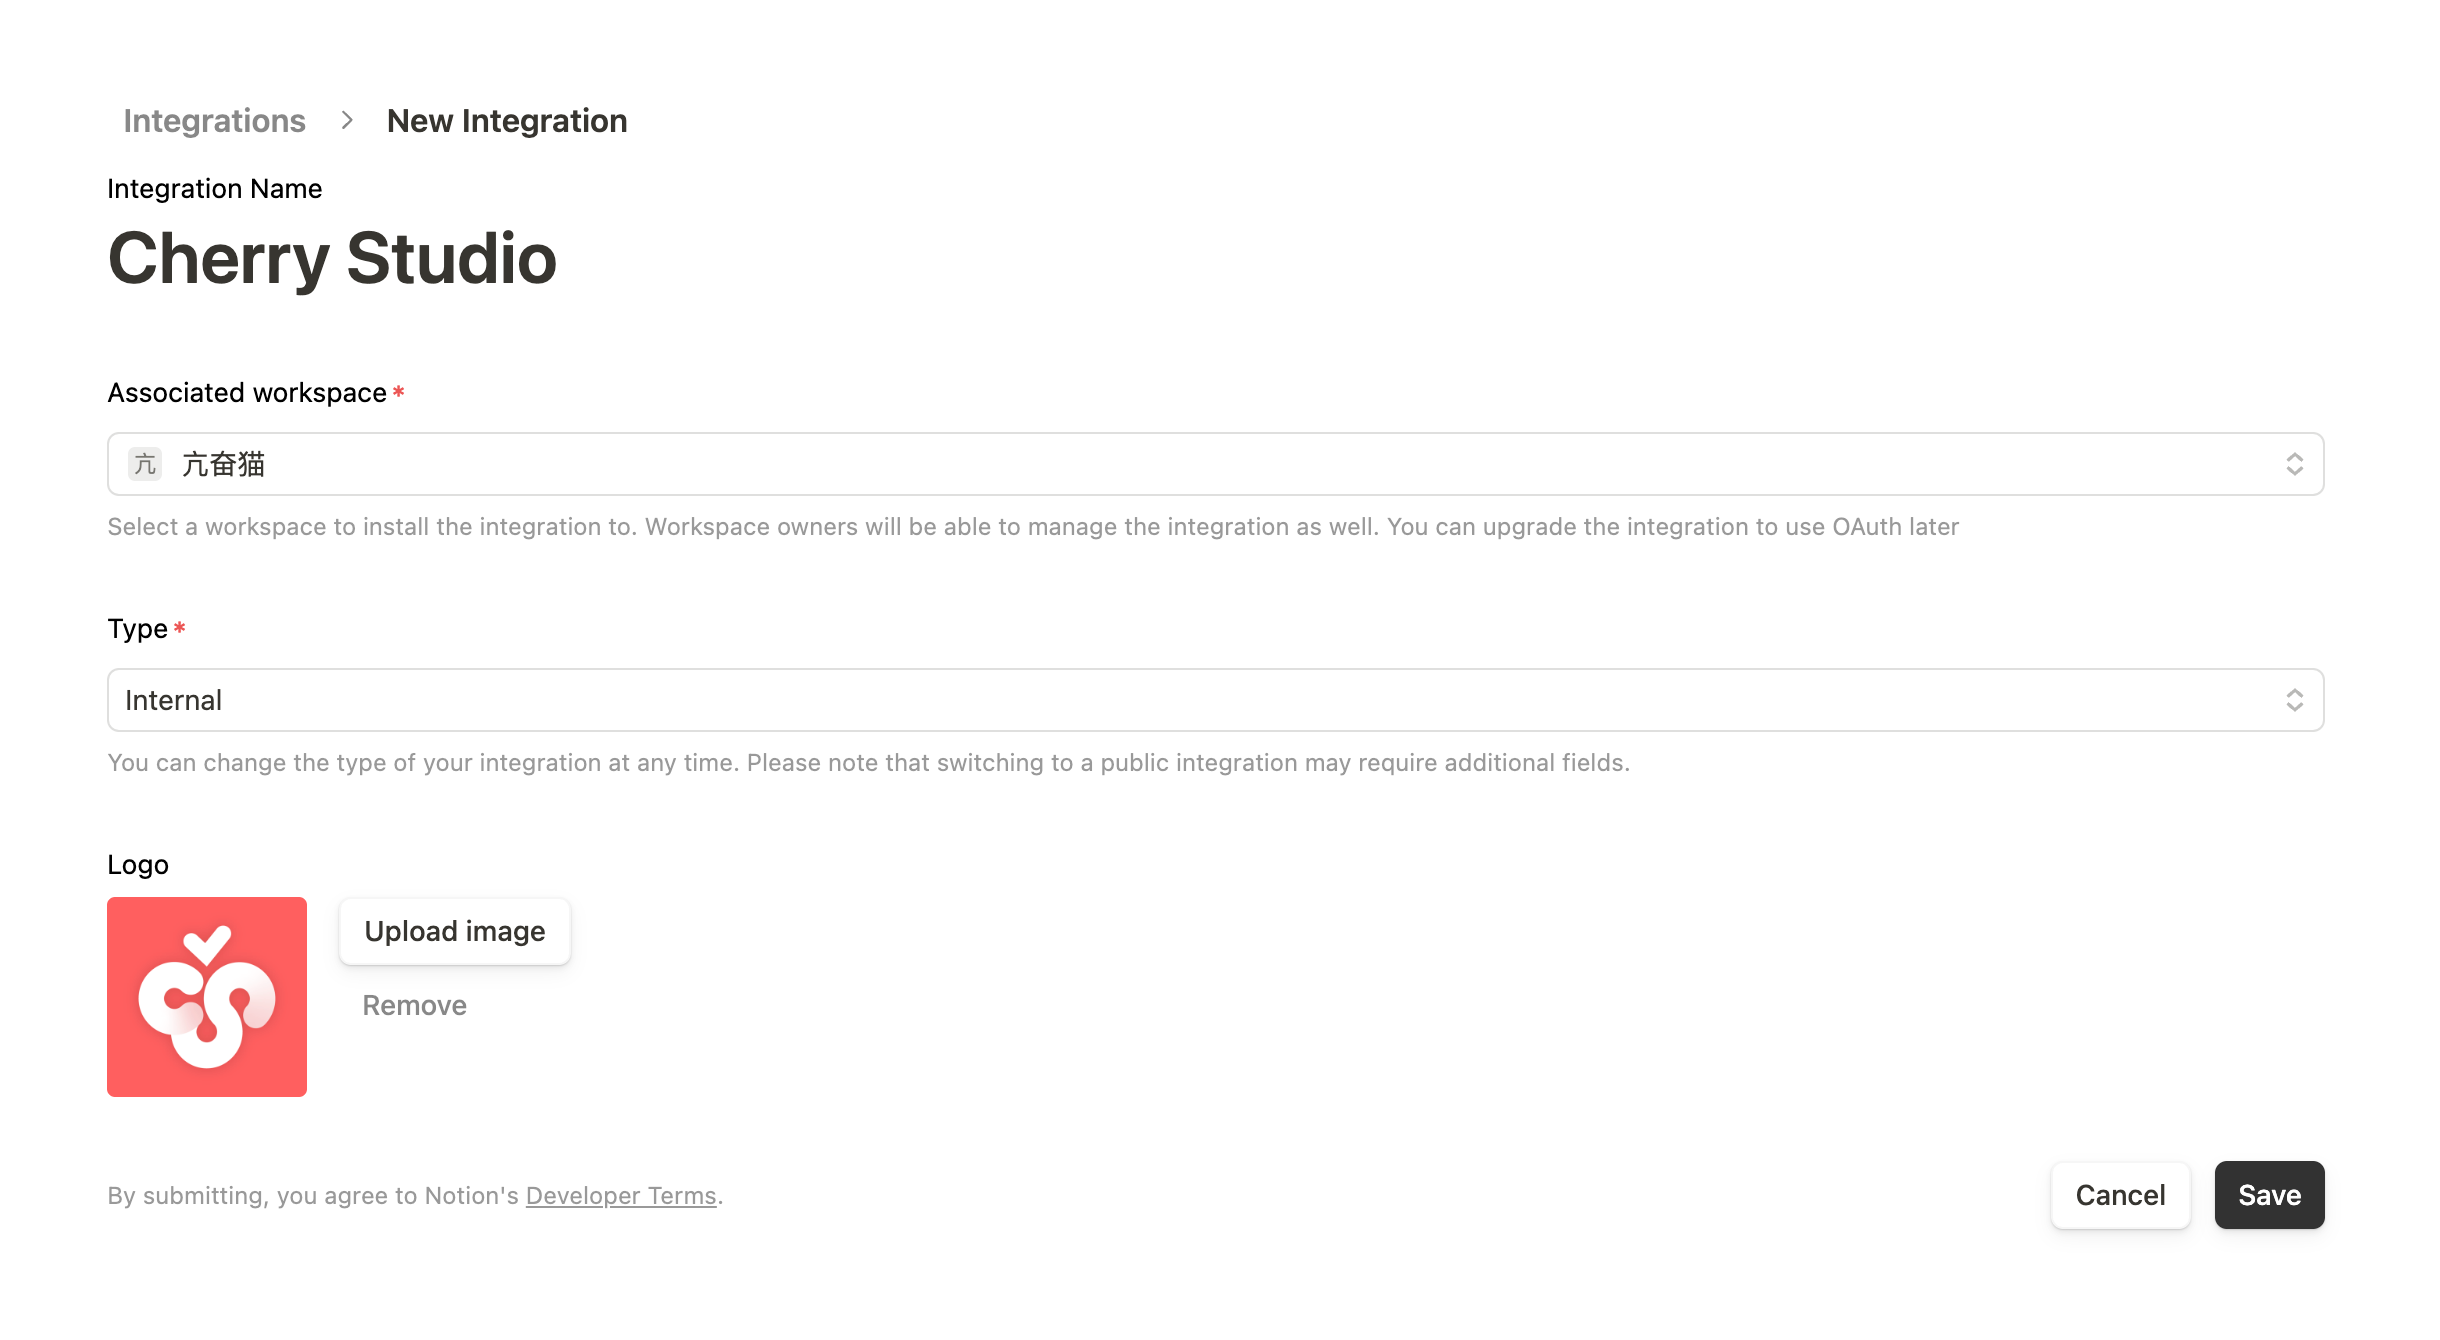 Integrations > New Integration
Integration Name
Cherry Studio
Associated workspace *
亢 亢奋猫
Select a workspace to install the integration to. Workspace owners will be able to manage the integration as well. You can upgrade the integration to use OAuth later
Type *
Internal
You can change the type of your integration at any time. Please note that switching to a public integration may require additional fields.
Logo
Upload image
Remove
By submitting, you agree to Notion's Developer Terms.
Cancel
Save